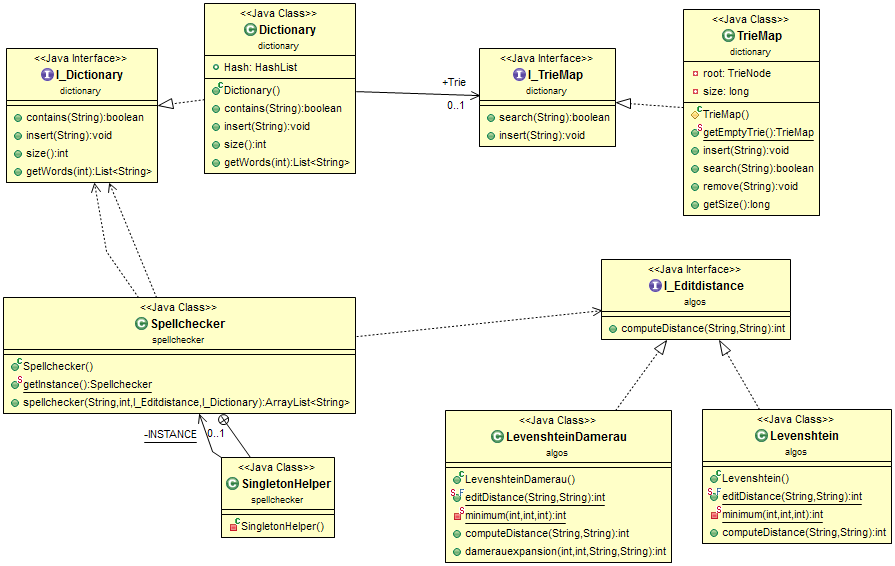 <<Java Interface>>
I_Dictionary
dictionary
contains(String):boolean
insert(String):void
size():int
getWords(int):List<String>
<<Java Class>>
Dictionary
dictionary
Hash: HashList
Dictionary()
contains(String):boolean
insert(String):void
size():int
getWords(int):List<String>
+Trie
0..1
<<Java Interface>>
I_TrieMap
dictionary
search(String):boolean
insert(String):void
<<Java Class>>
TrieMap
dictionary
root: TrieNode
size: long
TrieMap()
getEmptyTrie():TrieMap
insert(String):void
search(String):boolean
remove(String):void
getSize():long
<<Java Class>>
Spellchecker
spellchecker
Spellchecker()
getInstance():Spellchecker
spellchecker(String,int,I_Editdistance,I_Dictionary):ArrayList<String>
-INSTANCE
0..1
<<Java Class>>
SingletonHelper
spellchecker
SingletonHelper()
<<Java Interface>>
I_Editdistance
algos
computeDistance(String,String):int
<<Java Class>>
LevenshteinDamerau
algos
LevenshteinDamerau()
editDistance(String,String):int
minimum(int,int,int):int
computeDistance(String,String):int
damerauexpansion(int,int,String,String):int
<<Java Class>>
Levenshtein
algos
Levenshtein()
editDistance(String,String):int
minimum(int,int,int):int
computeDistance(String,String):int